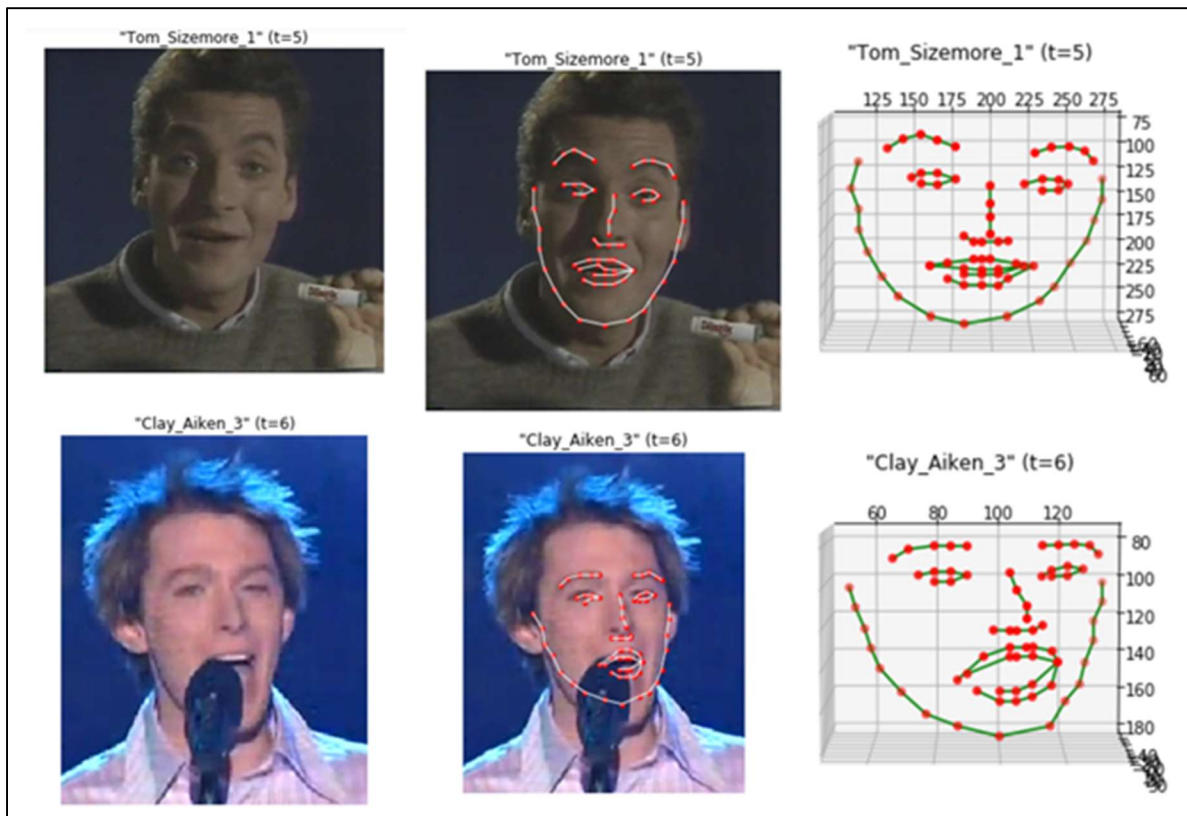 "Tom_Sizemore_1" (t=5)
"Tom_Sizemore_1" (t=5)
"Tom_Sizemore_1" (t=5)
125 150 175 200 225 250 275
75
100
125
150
175
200
225
250
275
"Clay_Aiken_3" (t=6)
"Clay_Aiken_3" (t=6)
"Clay_Aiken_3" (t=6)
60 80 100 120
80
100
120
140
160
180